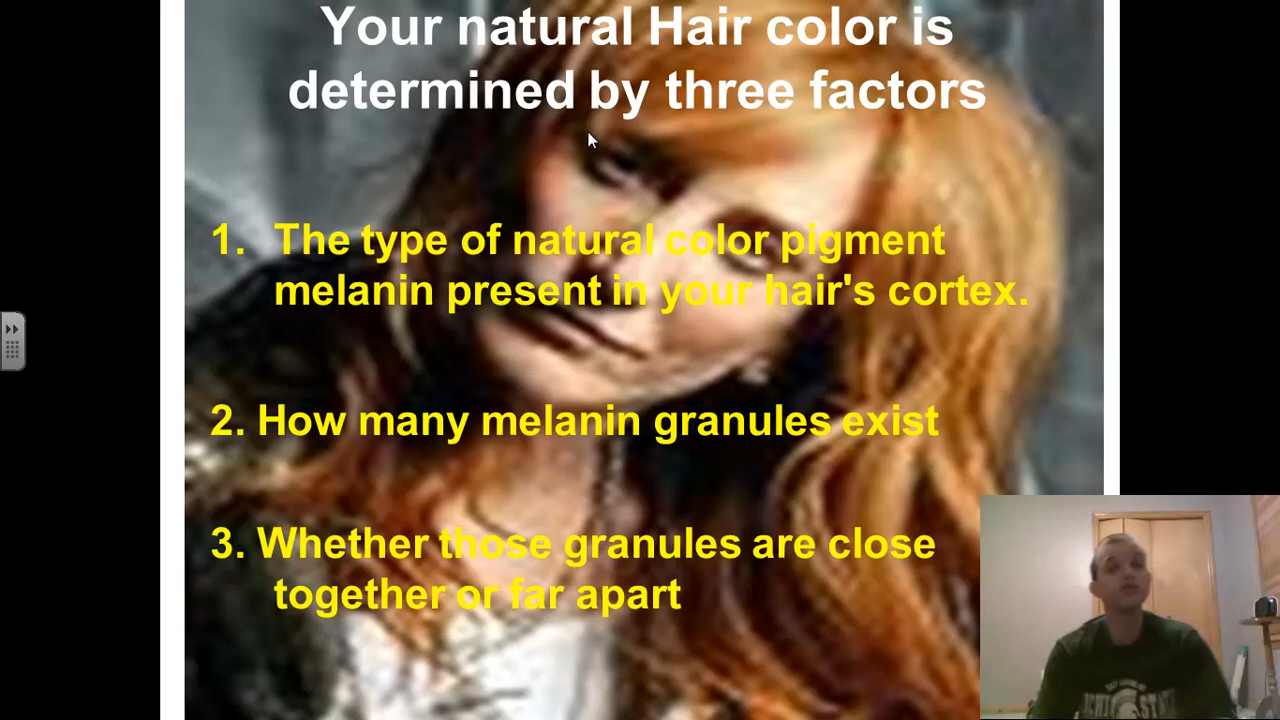 Your natural Hair color is
determined by three factors
1. The type of natural color pigment
melanin present in your hair's cortex.
2. How many melanin granules exist
3. Whether those granules are close
together or far apart